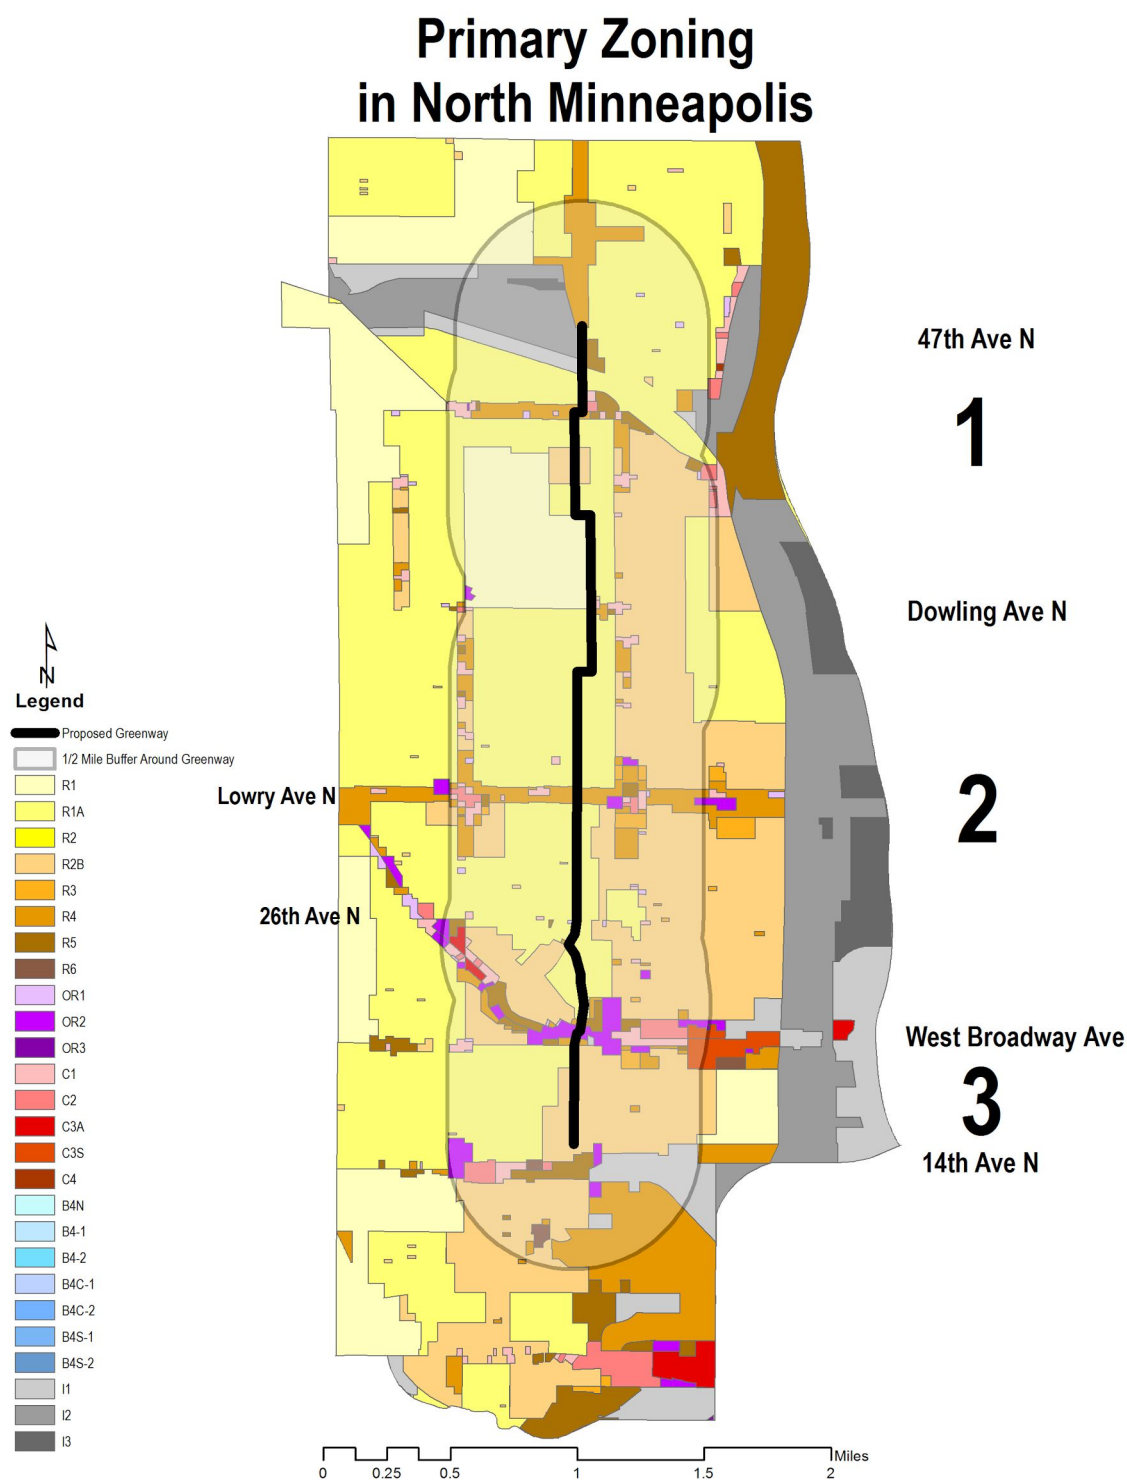 Primary Zoning
in North Minneapolis
47th Ave N
1
Dowling Ave N
N
Legend
Proposed Greenway
1/2 Mile Buffer Around Greenway
R1
R1A
R2
R2B
R3
R4
R5
R6
OR1
OR2
OR3
C1
C2
C3A
C3S
C4
B4N
B4-1
B4-2
B4C-1
B4C-2
B4S-1
B4S-2
I1
I2
I3
Lowry Ave N
2
26th Ave N
West Broadway Ave
3
14th Ave N
Miles
0 0.25 0.5 1 1.5 2